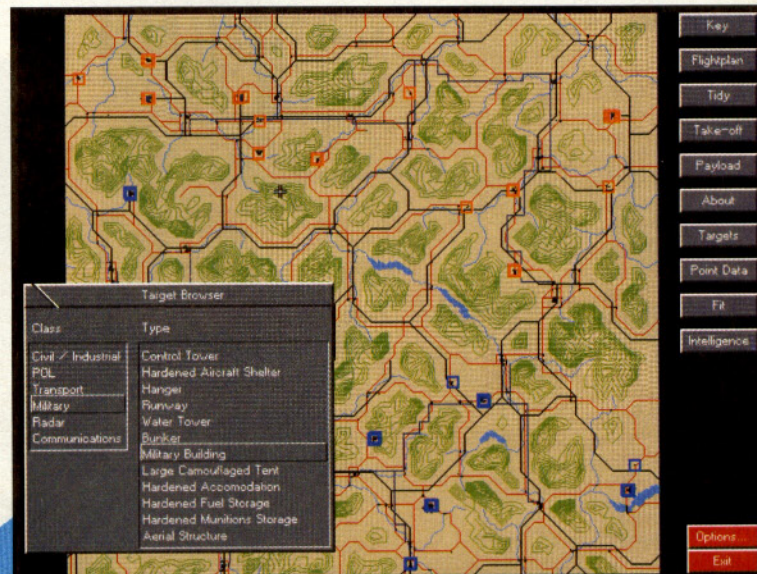 Key
Flightplan
Tidy
Take-off
Payload
About
Targets
Point Data
Fit
Intelligence
Target Browser
Class
Type
Civil / Industrial
POL
Transport
Military
Radar
Communications
Control Tower
Hardened Aircraft Shelter
Hanger
Runway
Water Tower
Bunker
Military Building
Large Camouflaged Tent
Hardened Accomodation
Hardened Fuel Storage
Hardened Munitions Storage
Aerial Structure
Options...
Exit